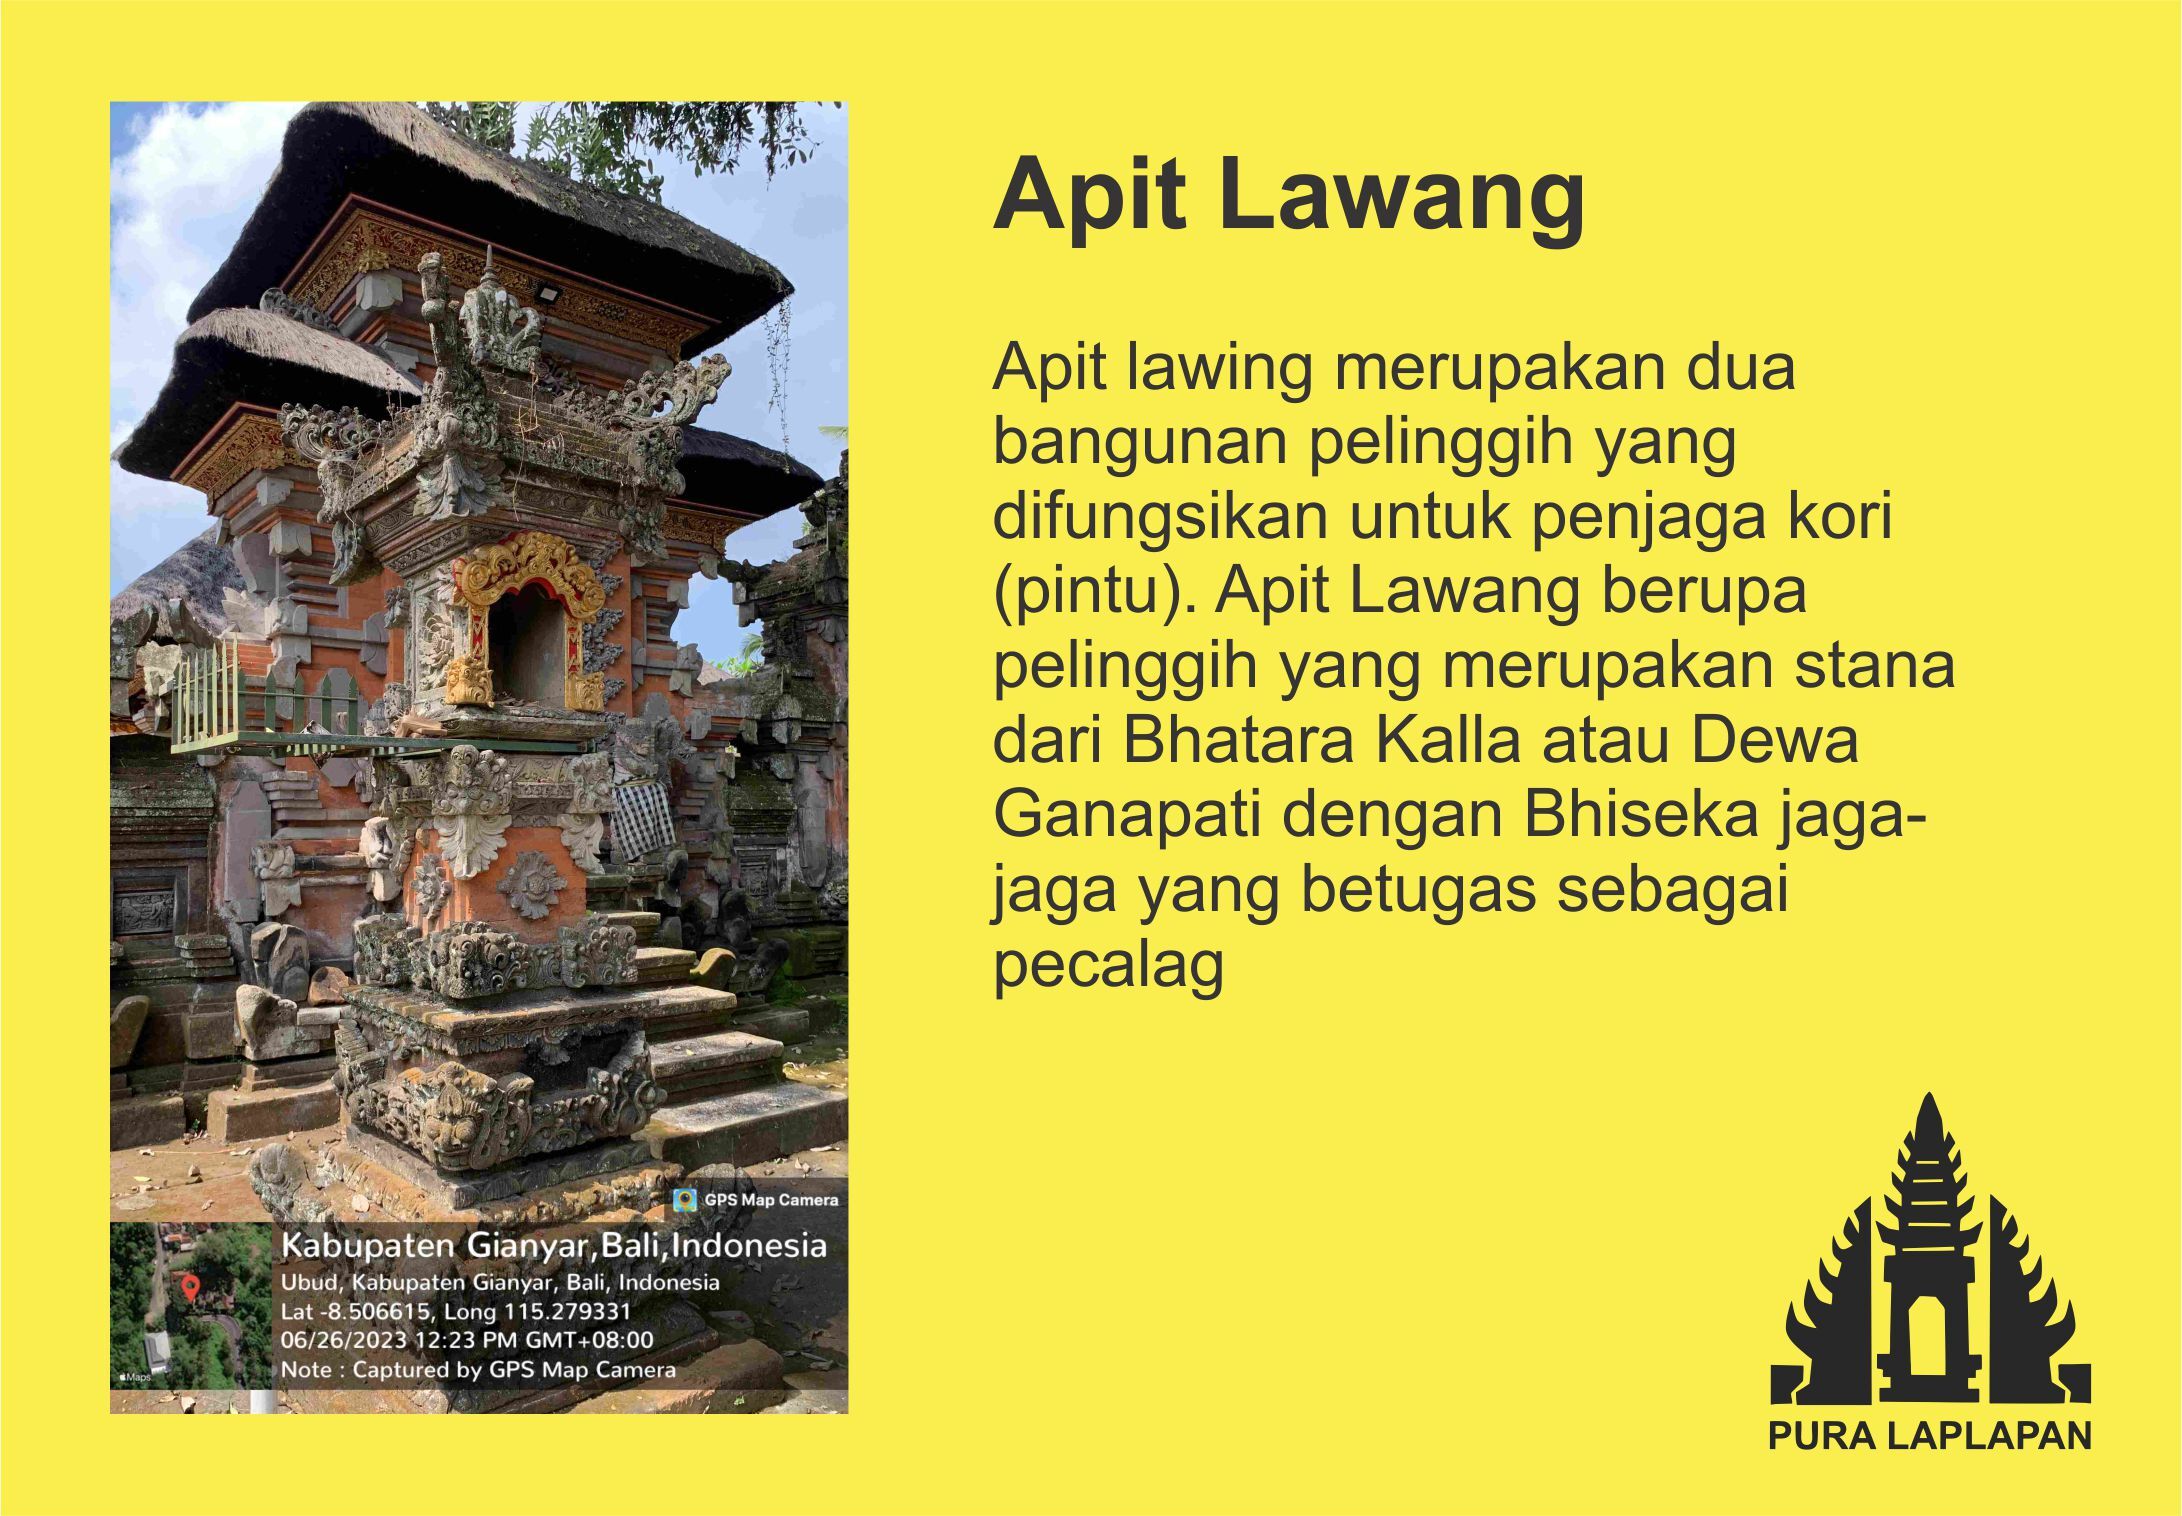 Apit Lawang
Apit lawing merupakan dua
bangunan pelinggih yang
difungsikan untuk penjaga kori
(pintu). Apit Lawang berupa
pelinggih yang merupakan stana
dari Bhatara Kalla atau Dewa
Ganapati dengan Bhiseka jaga-
jaga yang betugas sebagai
pecalag
GPS Map Camera
Kabupaten Gianyar,Bali,Indonesia
Ubud, Kabupaten Gianyar, Bali, Indonesia
Lat -8.506615, Long 115.279331
06/26/2023 12:23 PM GMT+08:00
Note : Captured by GPS Map Camera
Maps
PURA LAPLAPAN